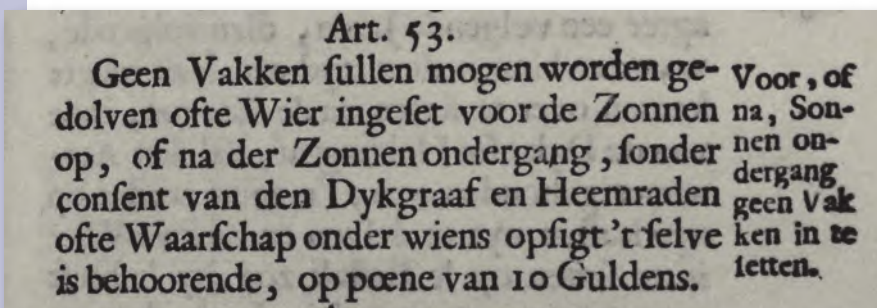 Art. 53.
Geen Vakken ſullen mogen worden ge-
dolven ofte Wier ingeſet voor de Zonnen
op, of na der Zonnen ondergang, ſonder
conſent van den Dykgraaf en Heemraden
ofte Waarſchap onder wiens opſigt 't ſelve
is behoorende, op pœne van 10 Guldens.
Voor, of
na, Son-
nen on-
dergang
geen Vak
ken in te
ſetten.